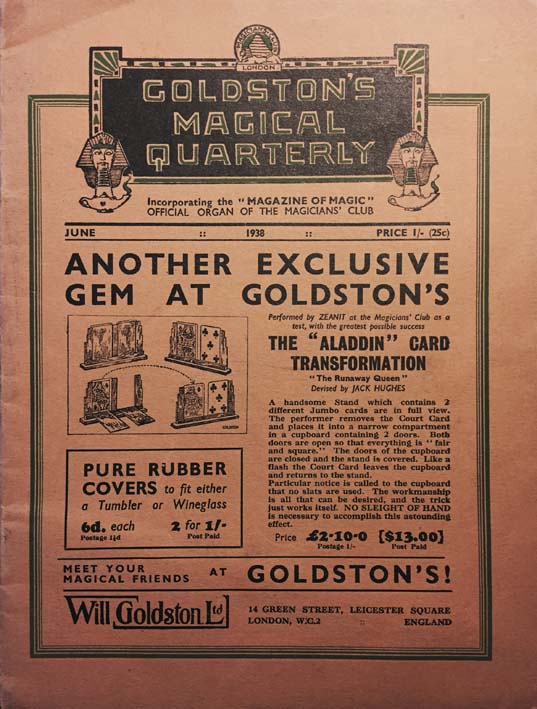 MAGICIANS CLUB
LONDON
GOLDSTON'S
MAGICAL
QUARTERLY
Incorporating the "MAGAZINE OF MAGIC"
OFFICIAL ORGAN OF THE MAGICIANS' CLUB
JUNE :: 1938 :: PRICE 1/- (25c)
ANOTHER EXCLUSIVE
GEM AT GOLDSTON'S
Performed by ZEANIT at the Magicians' Club as a
test, with the greatest possible success
THE "ALADDIN" CARD
TRANSFORMATION
"The Runaway Queen"
Devised by JACK HUGHES
A handsome Stand which contains 2
different Jumbo cards are in full view.
The performer removes the Court Card
and places it into a narrow compartment
in a cupboard containing 2 doors. Both
doors are open so that everything is "fair
and square." The doors of the cupboard
are closed and the stand is covered. Like a
flash the Court Card leaves the cupboard
and returns to the stand.
Particular notice is called to the cupboard
that no slats are used. The workmanship
is all that can be desired, and the trick
just works itself. NO SLEIGHT OF HAND
is necessary to accomplish this astounding
effect.
Price £2-10-0 [$13.00]
Postage 1/- Post Paid
GOLDSTON
PURE RUBBER
COVERS to fit either
a Tumbler or Wineglass
6d. each 2 for 1/-
Postage 1½d Post Paid
MEET YOUR
MAGICAL FRIENDS AT GOLDSTON'S!
Will Goldston Ltd
14 GREEN STREET, LEICESTER SQUARE
LONDON, W.C.2 :: ENGLAND